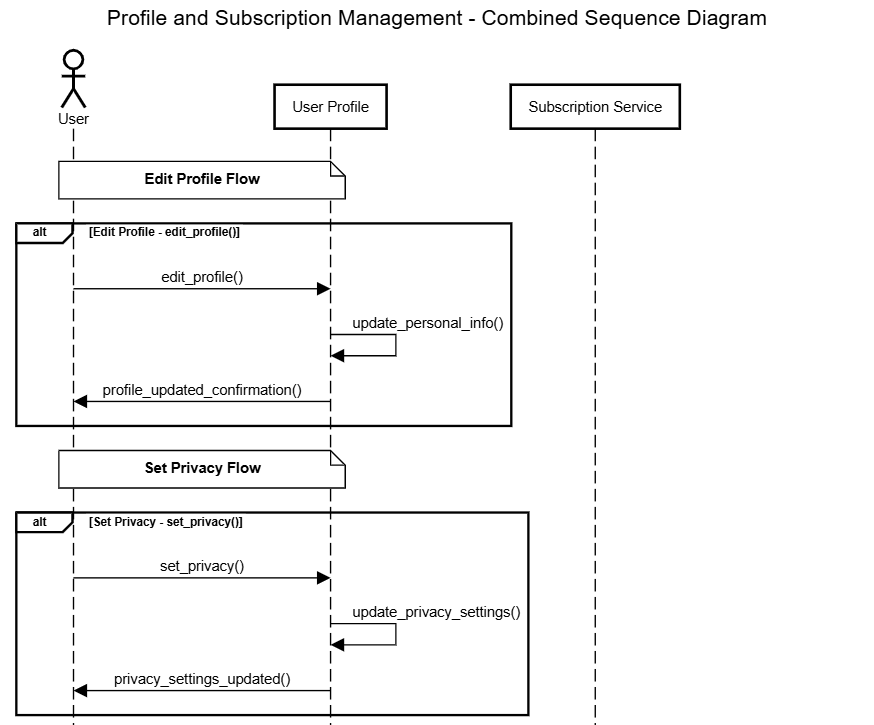 Profile and Subscription Management - Combined Sequence Diagram
User
User Profile
Subscription Service
Edit Profile Flow
alt
[Edit Profile - edit_profile()]
edit_profile()
update_personal_info()
profile_updated_confirmation()
Set Privacy Flow
alt
[Set Privacy - set_privacy()]
set_privacy()
update_privacy_settings()
privacy_settings_updated()